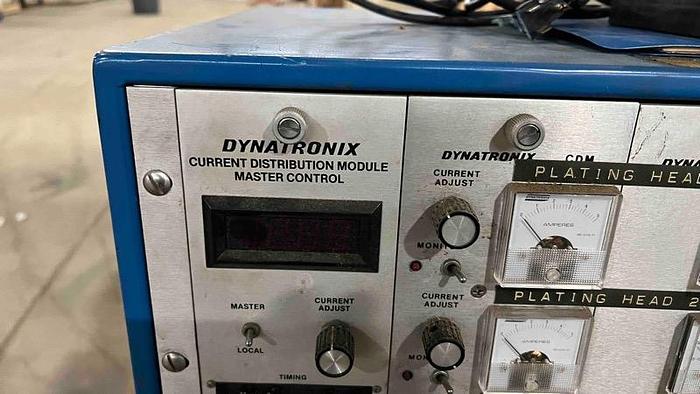 DYNATRONIX
CURRENT DISTRIBUTION MODULE
MASTER CONTROL
MASTER
LOCAL
CURRENT
ADJUST
TIMING
DYNATRONIX CDM
PLATING HEAD
CURRENT
ADJUST
AMPERES
PLATING HEAD 2
CURRENT
ADJUST
AMPERES